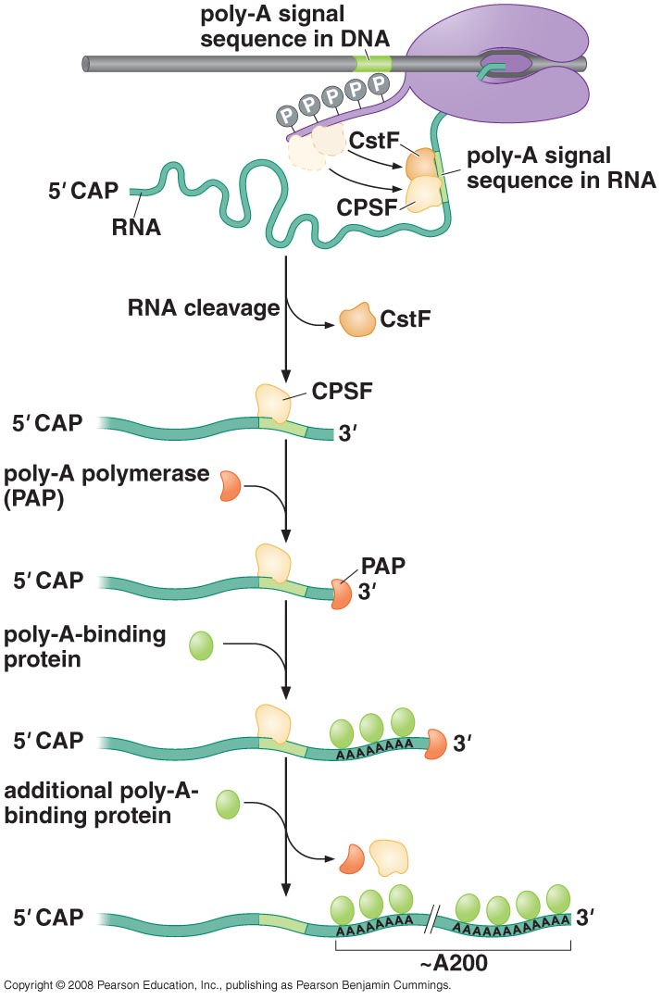 poly-A signal
sequence in DNA
P P P P P
CstF
poly-A signal
sequence in RNA
5′ CAP
RNA
CPSF
RNA cleavage
CstF
CPSF
5′ CAP
3′
poly-A polymerase
(PAP)
PAP
5′ CAP
3′
poly-A-binding
protein
5′ CAP
AAAAAAAA
3′
additional poly-A-
binding protein
5′ CAP
AAAAAAAA
AAAAAAAAAAAA
3′
~A200
Copyright © 2008 Pearson Education, Inc., publishing as Pearson Benjamin Cummings.